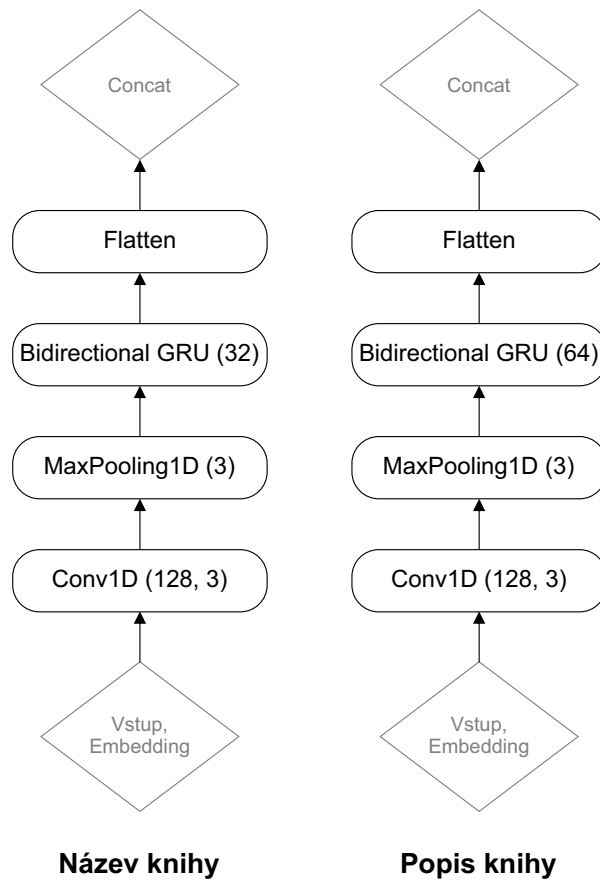 Concat
Flatten
Bidirectional GRU (32)
MaxPooling1D (3)
Conv1D (128, 3)
Vstup,
Embedding
Název knihy
Concat
Flatten
Bidirectional GRU (64)
MaxPooling1D (3)
Conv1D (128, 3)
Vstup,
Embedding
Popis knihy